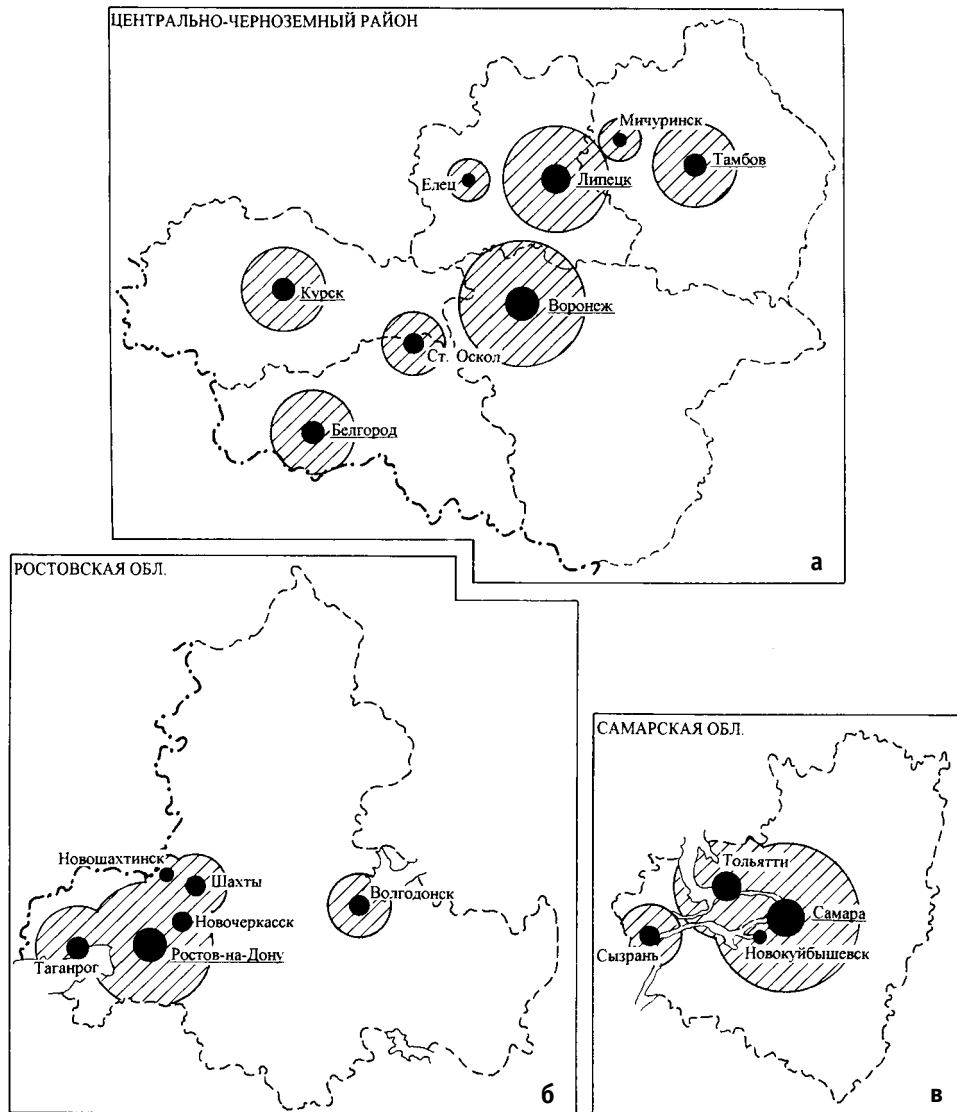 ЦЕНТРАЛЬНО-ЧЕРНОЗЕМНЫЙ РАЙОН
Мичуринск
Тамбов
Елец
Липецк
Курск
Воронеж
Ст. Оскол
Белгород
а
РОСТОВСКАЯ ОБЛ.
Новошахтинск
Шахты
Волгодонск
Новочеркасск
Ростов-на-Дону
Таганрог
б
САМАРСКАЯ ОБЛ.
Тольятти
Самара
Сызрань
Новокуйбышевск
в